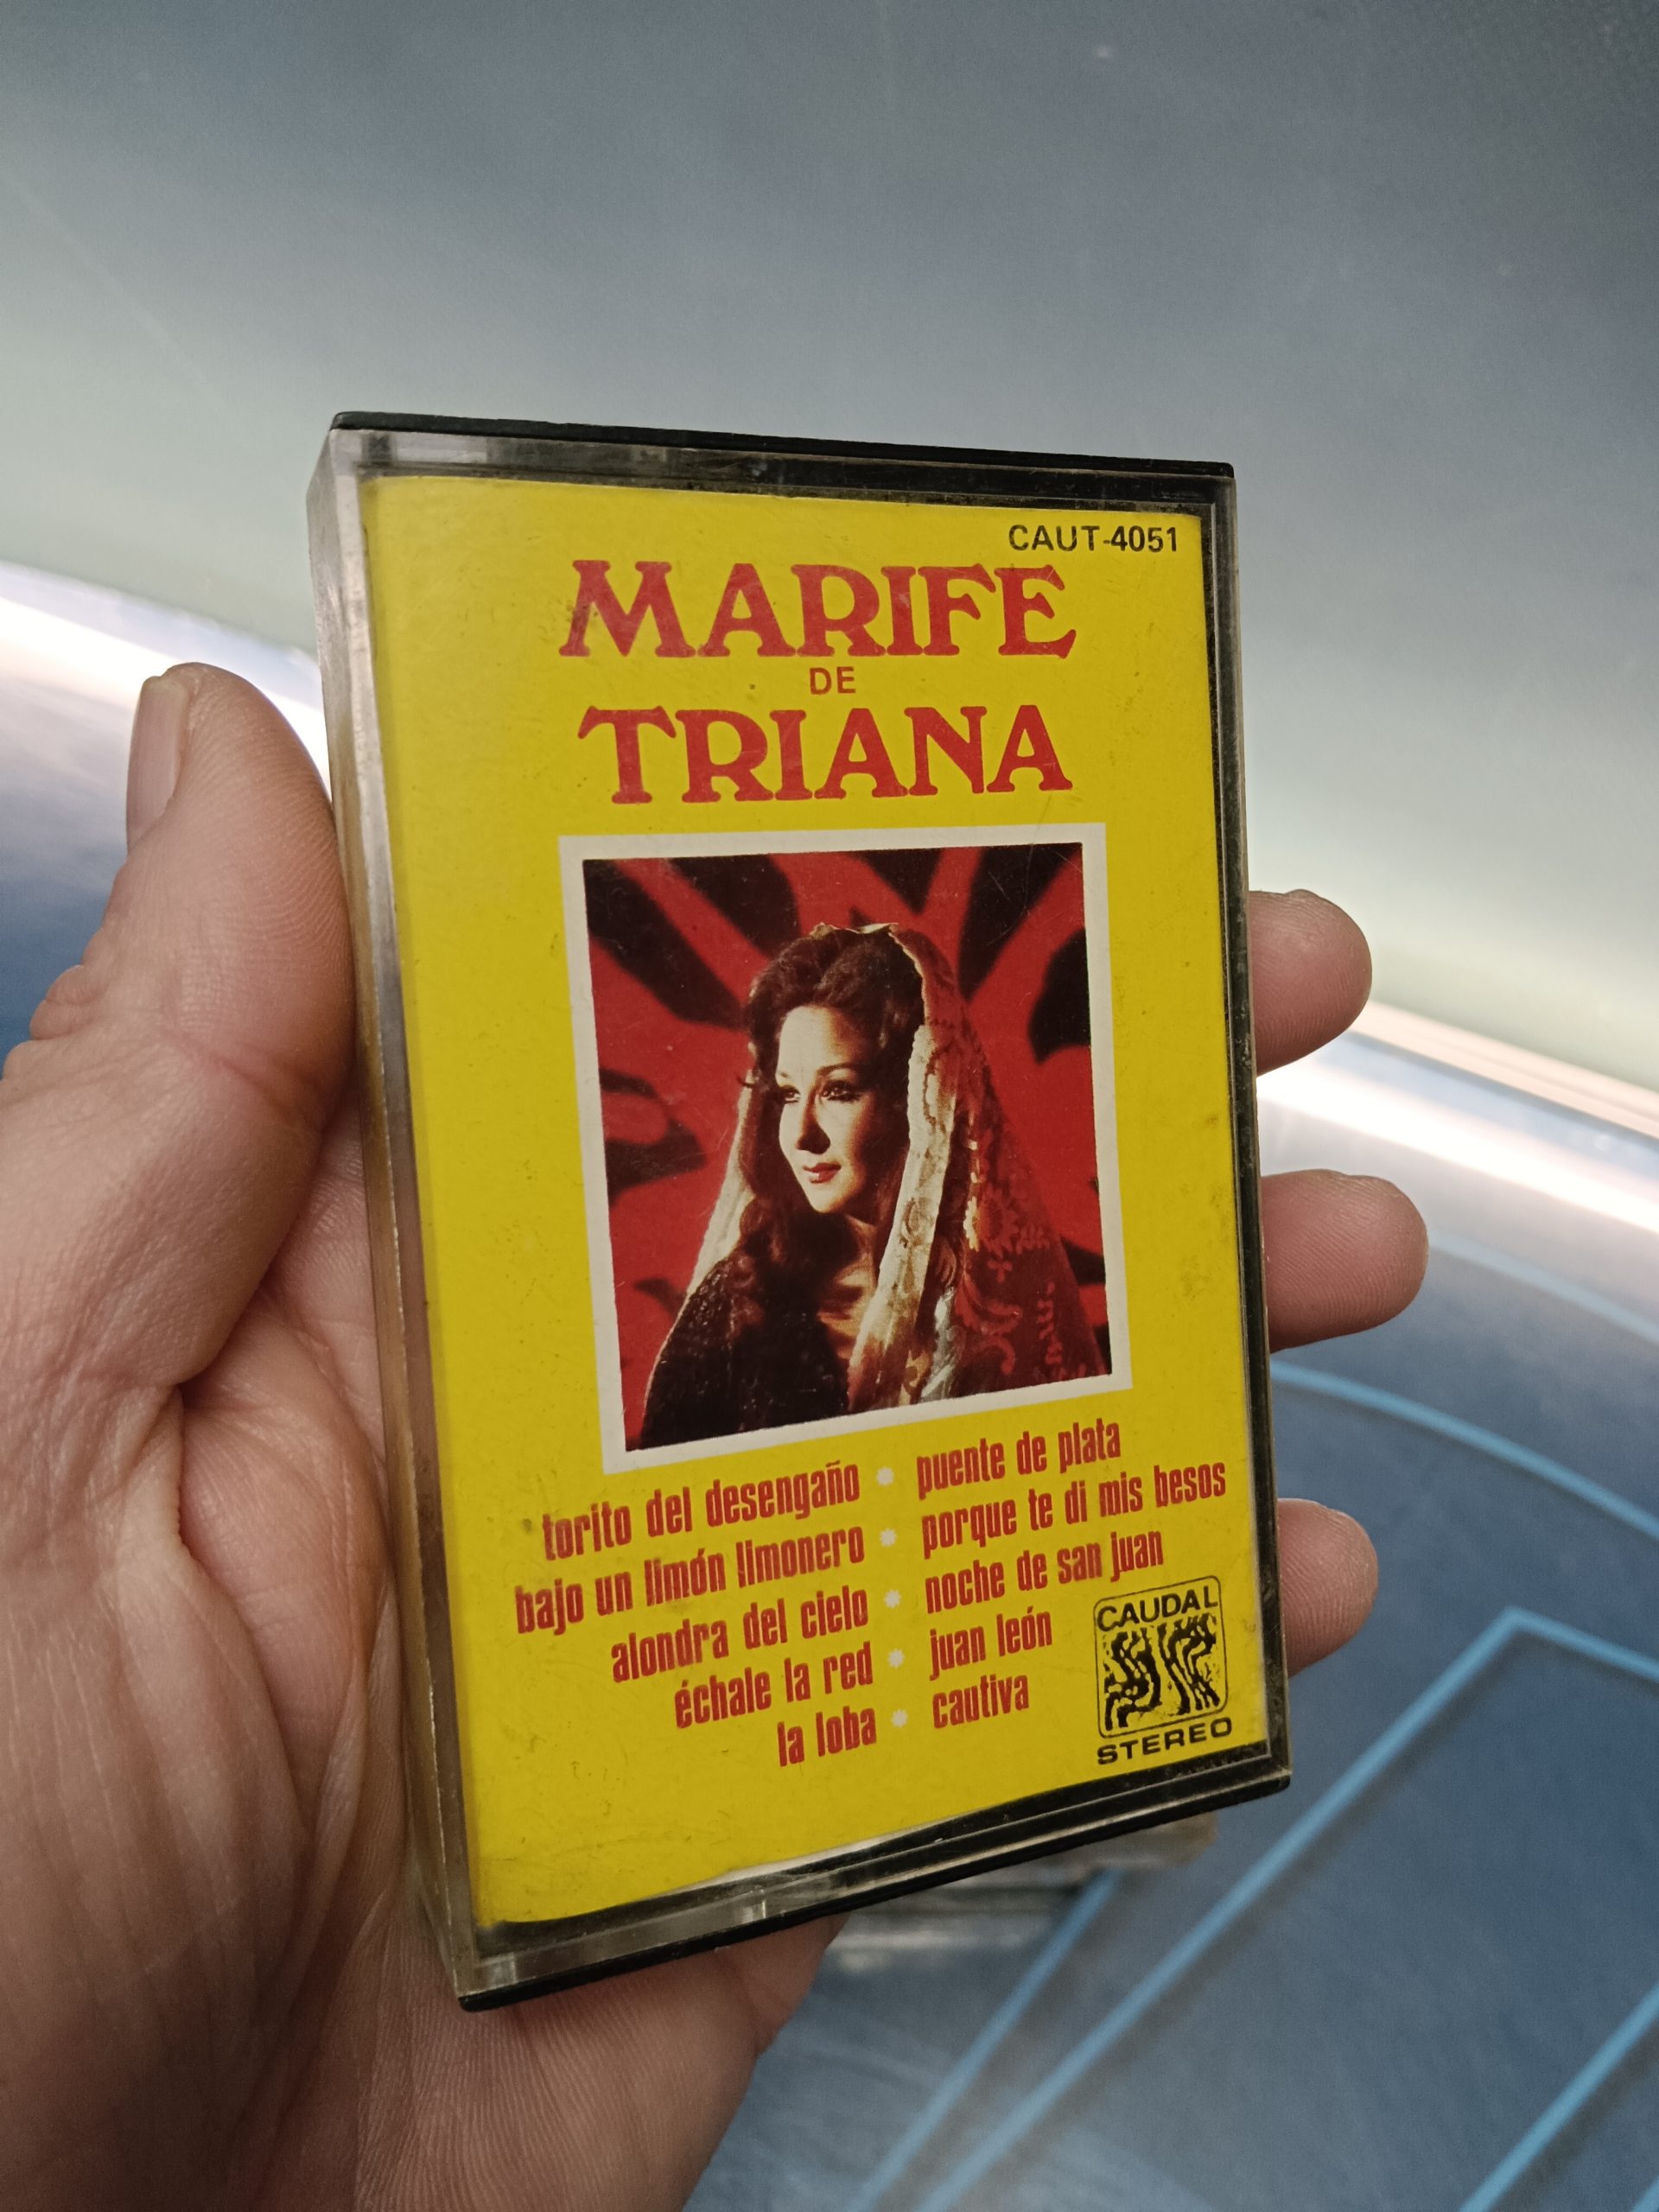 CAUT-4051
MARIFE
DE
TRIANA
torito del desengaño * puente de plata
bajo un limón limonero * porque te di mis besos
alondra del cielo * noche de san juan
échale la red * juan león
la loba * cautiva
CAUDAL
STEREO